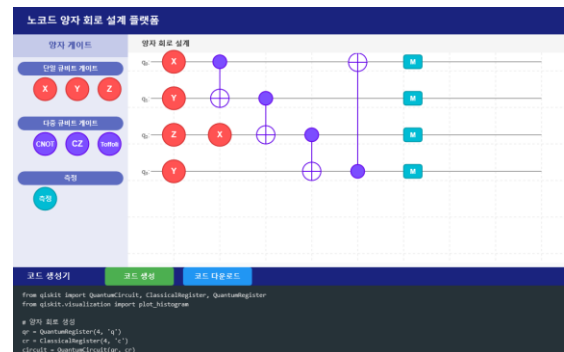 노코드 양자 회로 설계 플랫폼
양자 게이트
양자 회로 설계
단일 큐비트 게이트
X Y Z
다중 큐비트 게이트
CNOT CZ Toffoli
측정
측정
X M
Y M
Z X
M
Y M
코드 생성기 코드 생성 코드 다운로드
from qiskit import QuantumCircuit, ClassicalRegister, QuantumRegister
from qiskit.visualization import plot_histogram
# 양자 회로 생성
qr = QuantumRegister(4, 'q')
cr = ClassicalRegister(4, 'c')
circuit = QuantumCircuit(qr, cr)